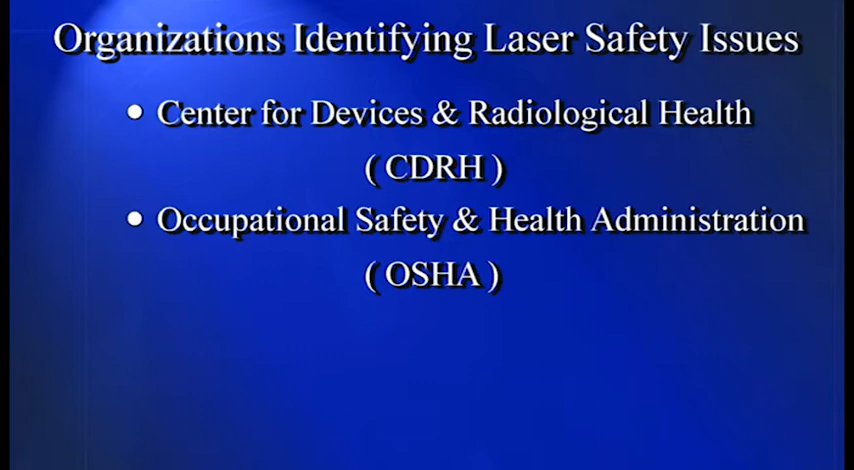 Organizations Identifying Laser Safety Issues
• Center for Devices & Radiological Health
( CDRH )
• Occupational Safety & Health Administration
( OSHA )